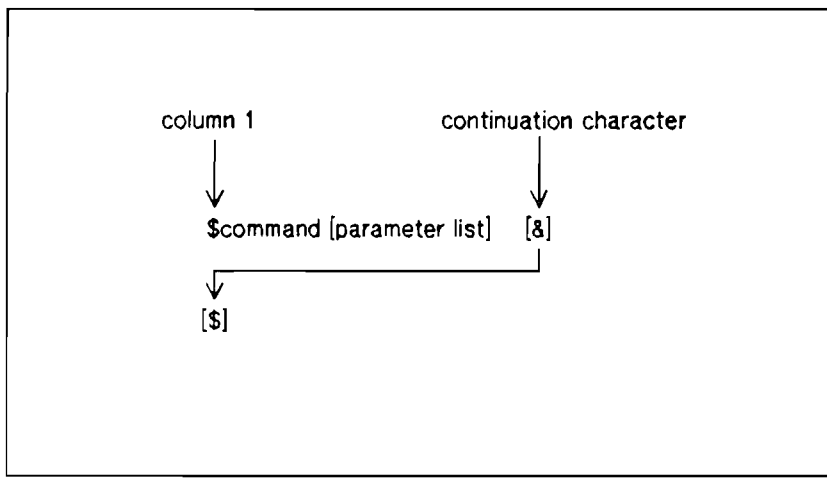 column 1 continuation character
$command [parameter list] [&]
[$]